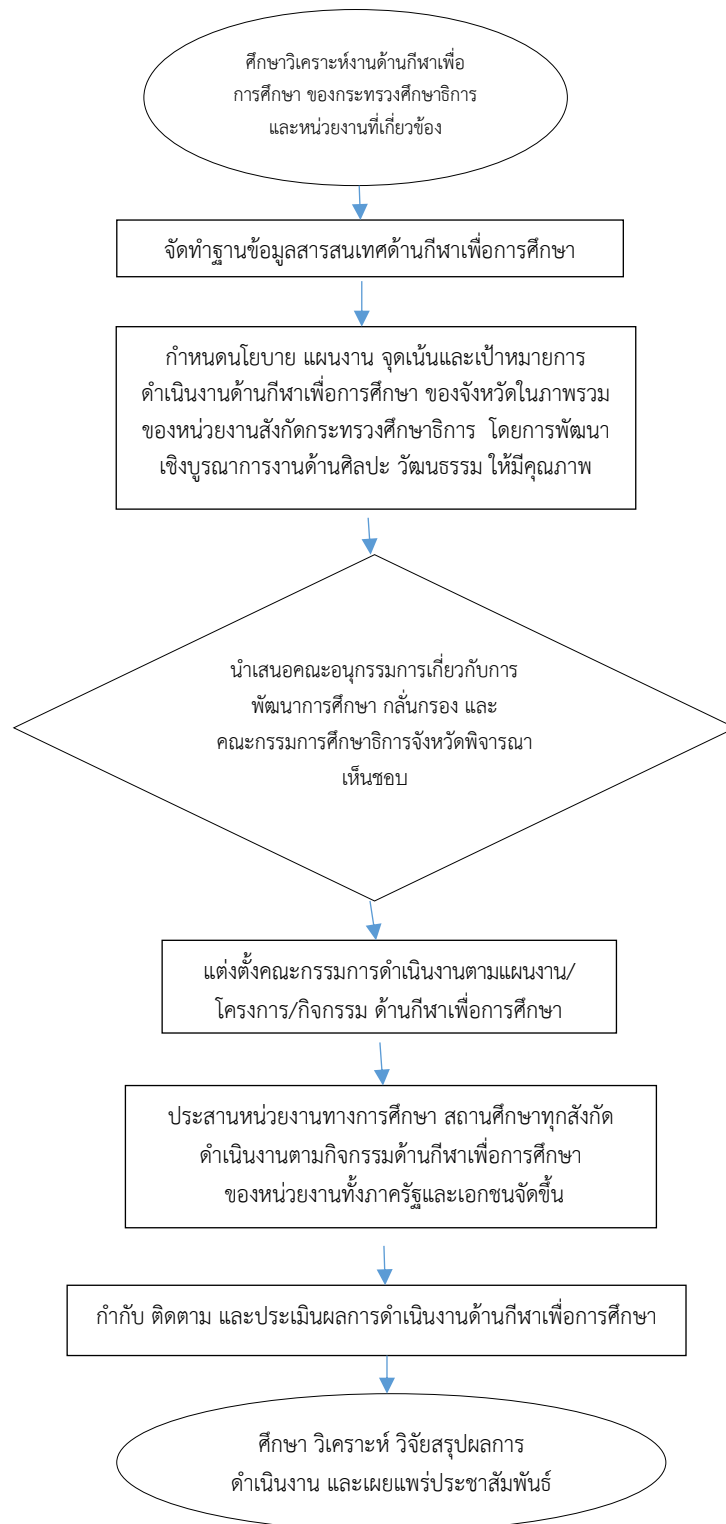 ศึกษาวิเคราะห์งานด้านกีฬาเพื่อ
การศึกษา ของกระทรวงศึกษาธิการ
และหน่วยงานที่เกี่ยวข้อง
จัดทำฐานข้อมูลสารสนเทศด้านกีฬาเพื่อการศึกษา
กำหนดนโยบาย แผนงาน จุดเน้นและเป้าหมายการ
ดำเนินงานด้านกีฬาเพื่อการศึกษา ของจังหวัดในภาพรวม
ของหน่วยงานสังกัดกระทรวงศึกษาธิการ โดยการพัฒนา
เชิงบูรณาการงานด้านศิลปะ วัฒนธรรม ให้มีคุณภาพ
นำเสนอคณะอนุกรรมการเกี่ยวกับการ
พัฒนาการศึกษา กลั่นกรอง และ
คณะกรรมการศึกษาธิการจังหวัดพิจารณา
เห็นชอบ
แต่งตั้งคณะกรรมการดำเนินงานตามแผนงาน/
โครงการ/กิจกรรม ด้านกีฬาเพื่อการศึกษา
ประสานหน่วยงานทางการศึกษา สถานศึกษาทุกสังกัด
ดำเนินงานตามกิจกรรมด้านกีฬาเพื่อการศึกษา
ของหน่วยงานทั้งภาครัฐและเอกชนจัดขึ้น
กำกับ ติดตาม และประเมินผลการดำเนินงานด้านกีฬาเพื่อการศึกษา
ศึกษา วิเคราะห์ วิจัยสรุปผลการ
ดำเนินงาน และเผยแพร่ประชาสัมพันธ์